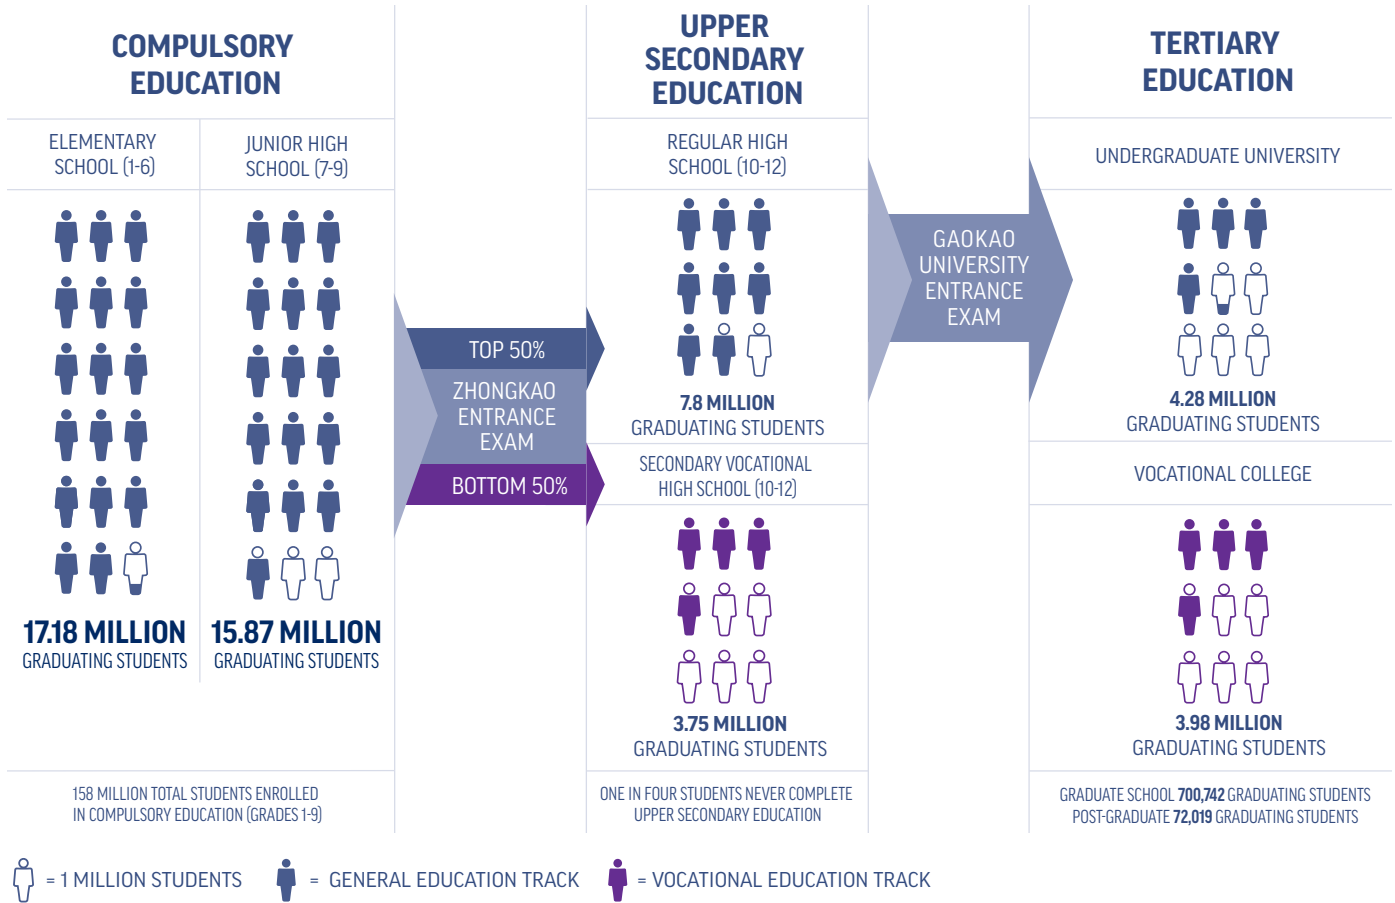 COMPULSORY
EDUCATION
ELEMENTARY
SCHOOL (1-6)
17.18 MILLION
GRADUATING STUDENTS
JUNIOR HIGH
SCHOOL (7-9)
15.87 MILLION
GRADUATING STUDENTS
158 MILLION TOTAL STUDENTS ENROLLED
IN COMPULSORY EDUCATION (GRADES 1-9)
TOP 50%
ZHONGKAO
ENTRANCE
EXAM
BOTTOM 50%
UPPER
SECONDARY
EDUCATION
REGULAR HIGH
SCHOOL (10-12)
7.8 MILLION
GRADUATING STUDENTS
SECONDARY VOCATIONAL
HIGH SCHOOL (10-12)
3.75 MILLION
GRADUATING STUDENTS
ONE IN FOUR STUDENTS NEVER COMPLETE
UPPER SECONDARY EDUCATION
GAOKAO
UNIVERSITY
ENTRANCE
EXAM
TERTIARY
EDUCATION
UNDERGRADUATE UNIVERSITY
4.28 MILLION
GRADUATING STUDENTS
VOCATIONAL COLLEGE
3.98 MILLION
GRADUATING STUDENTS
GRADUATE SCHOOL 700,742 GRADUATING STUDENTS
POST-GRADUATE 72,019 GRADUATING STUDENTS
= 1 MILLION STUDENTS
= GENERAL EDUCATION TRACK
= VOCATIONAL EDUCATION TRACK